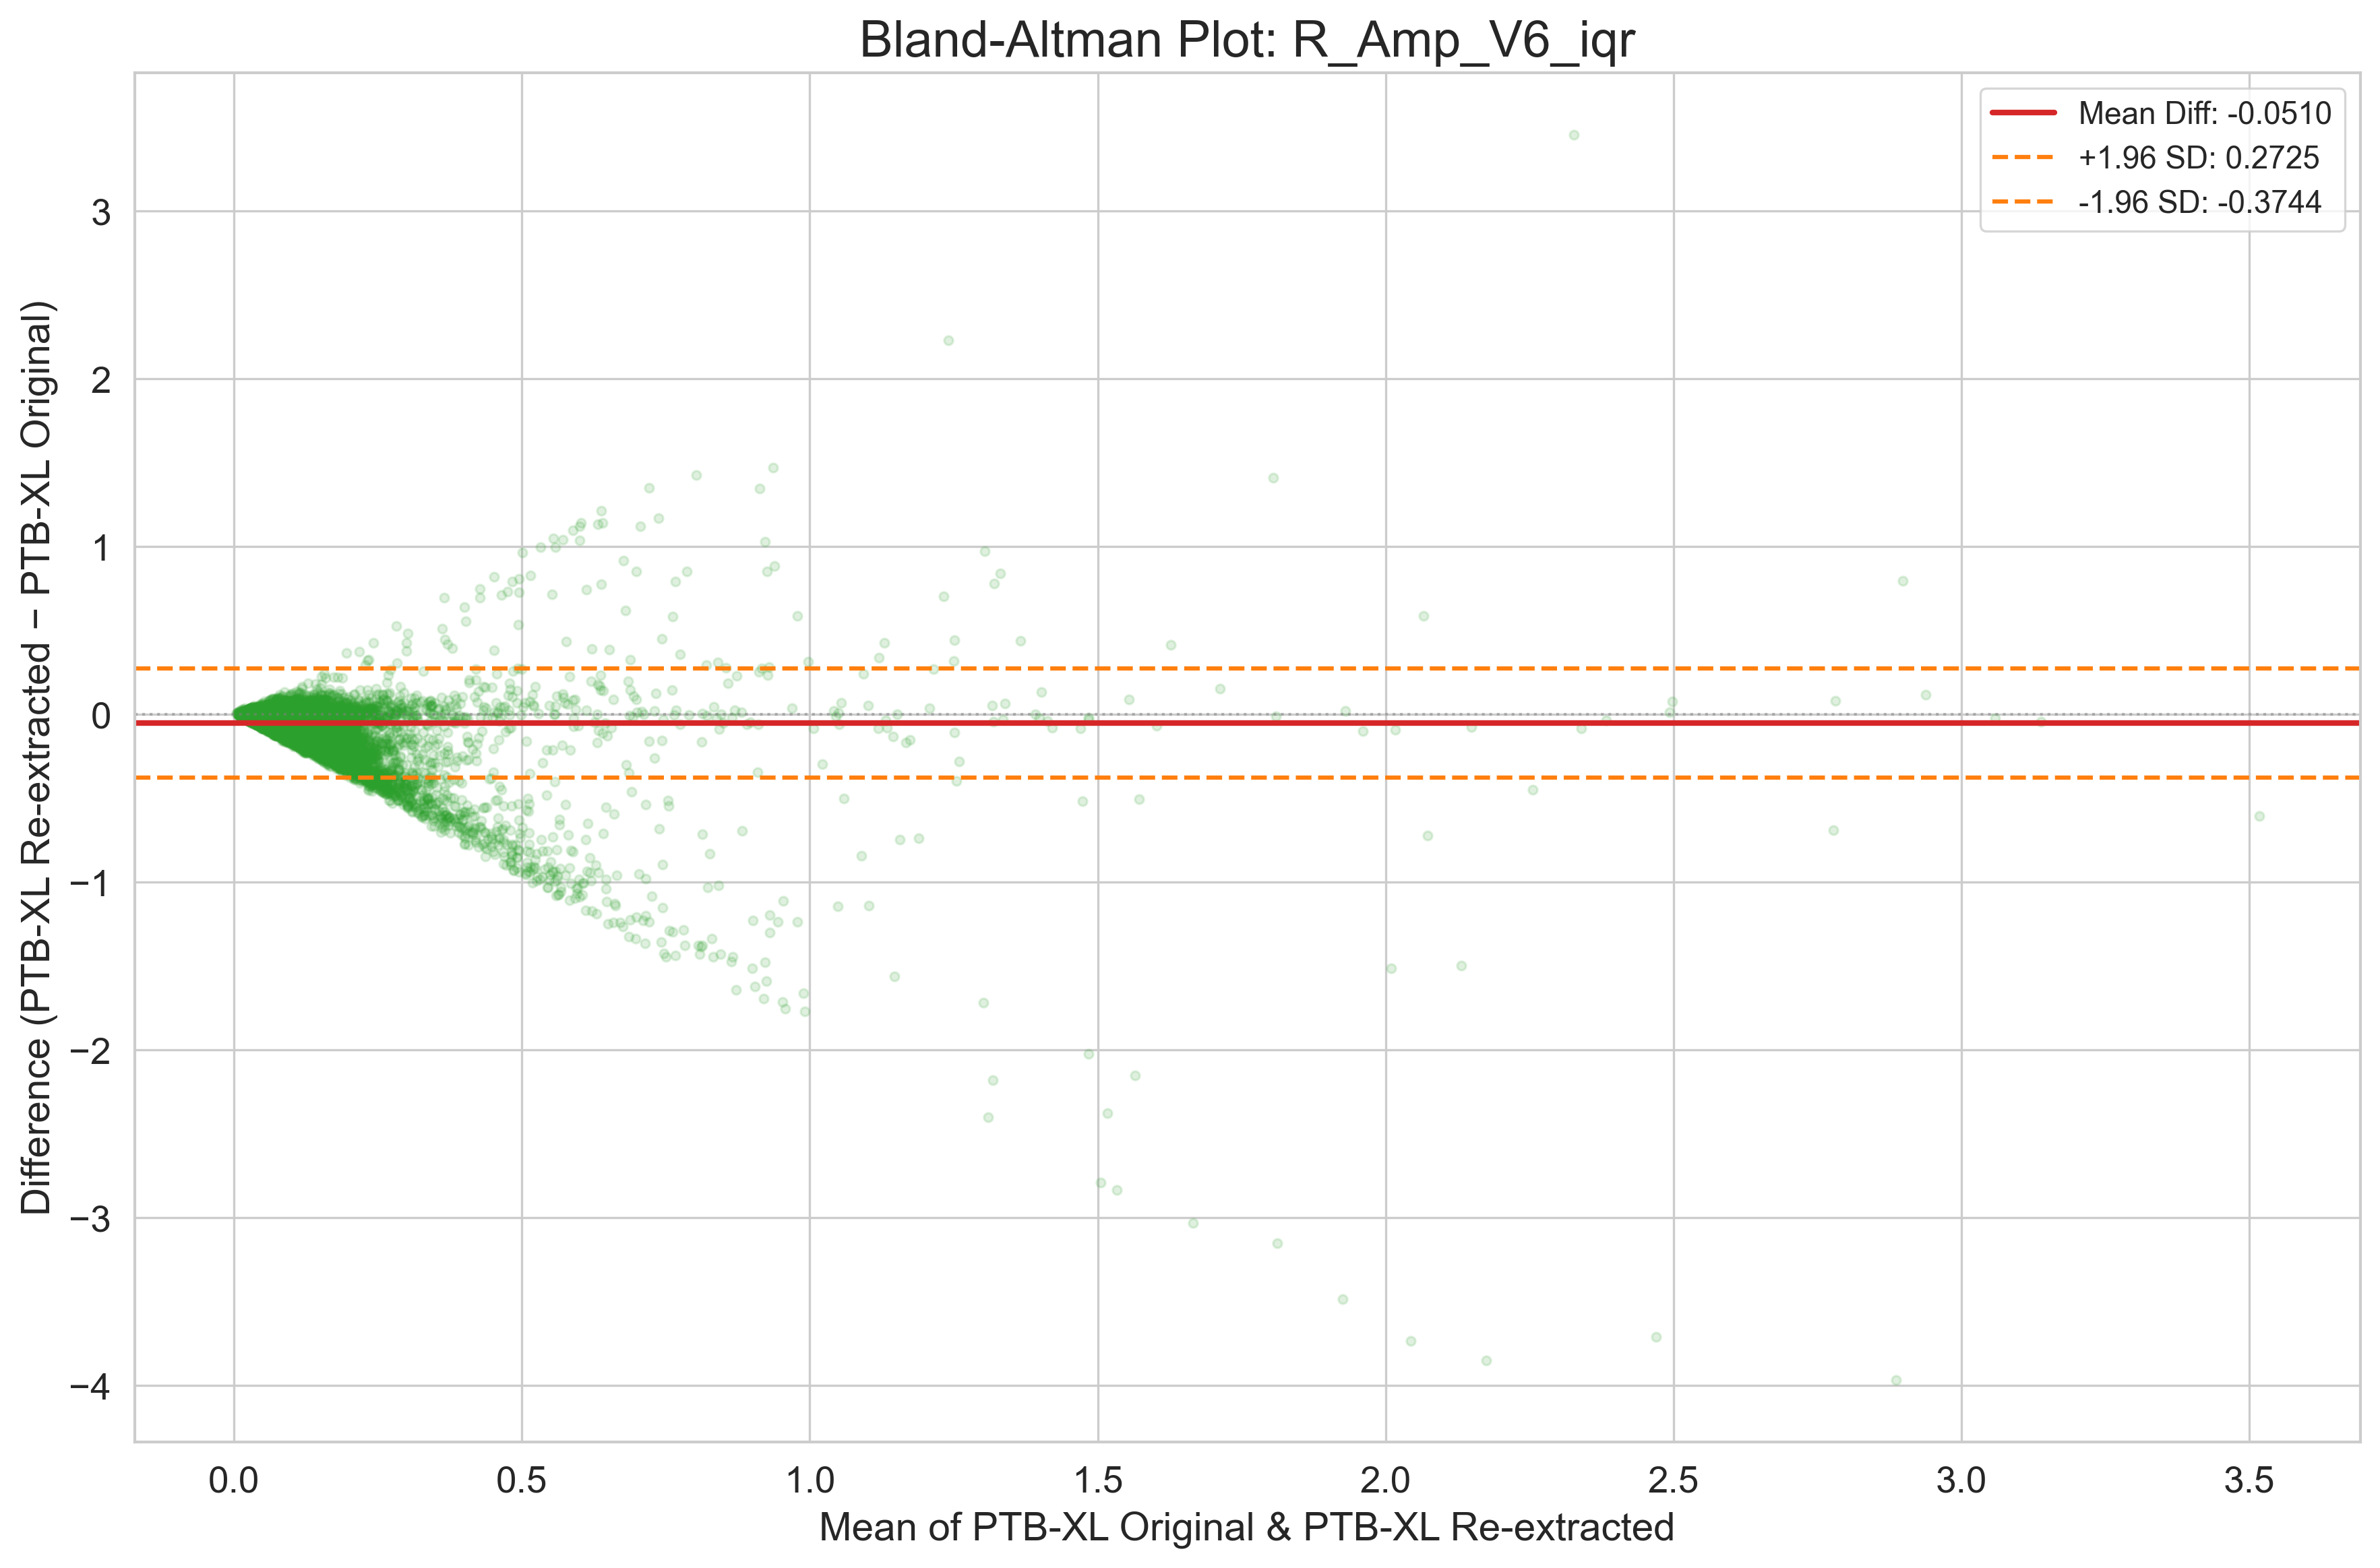 Bland-Altman Plot: R_Amp_V6_iqr
Mean Diff: -0.0510
+1.96 SD: 0.2725
-1.96 SD: -0.3744
Difference (PTB-XL Re-extracted − PTB-XL Original)
3
2
1
0
−1
−2
−3
−4
0.0 0.5 1.0 1.5 2.0 2.5 3.0 3.5
Mean of PTB-XL Original & PTB-XL Re-extracted